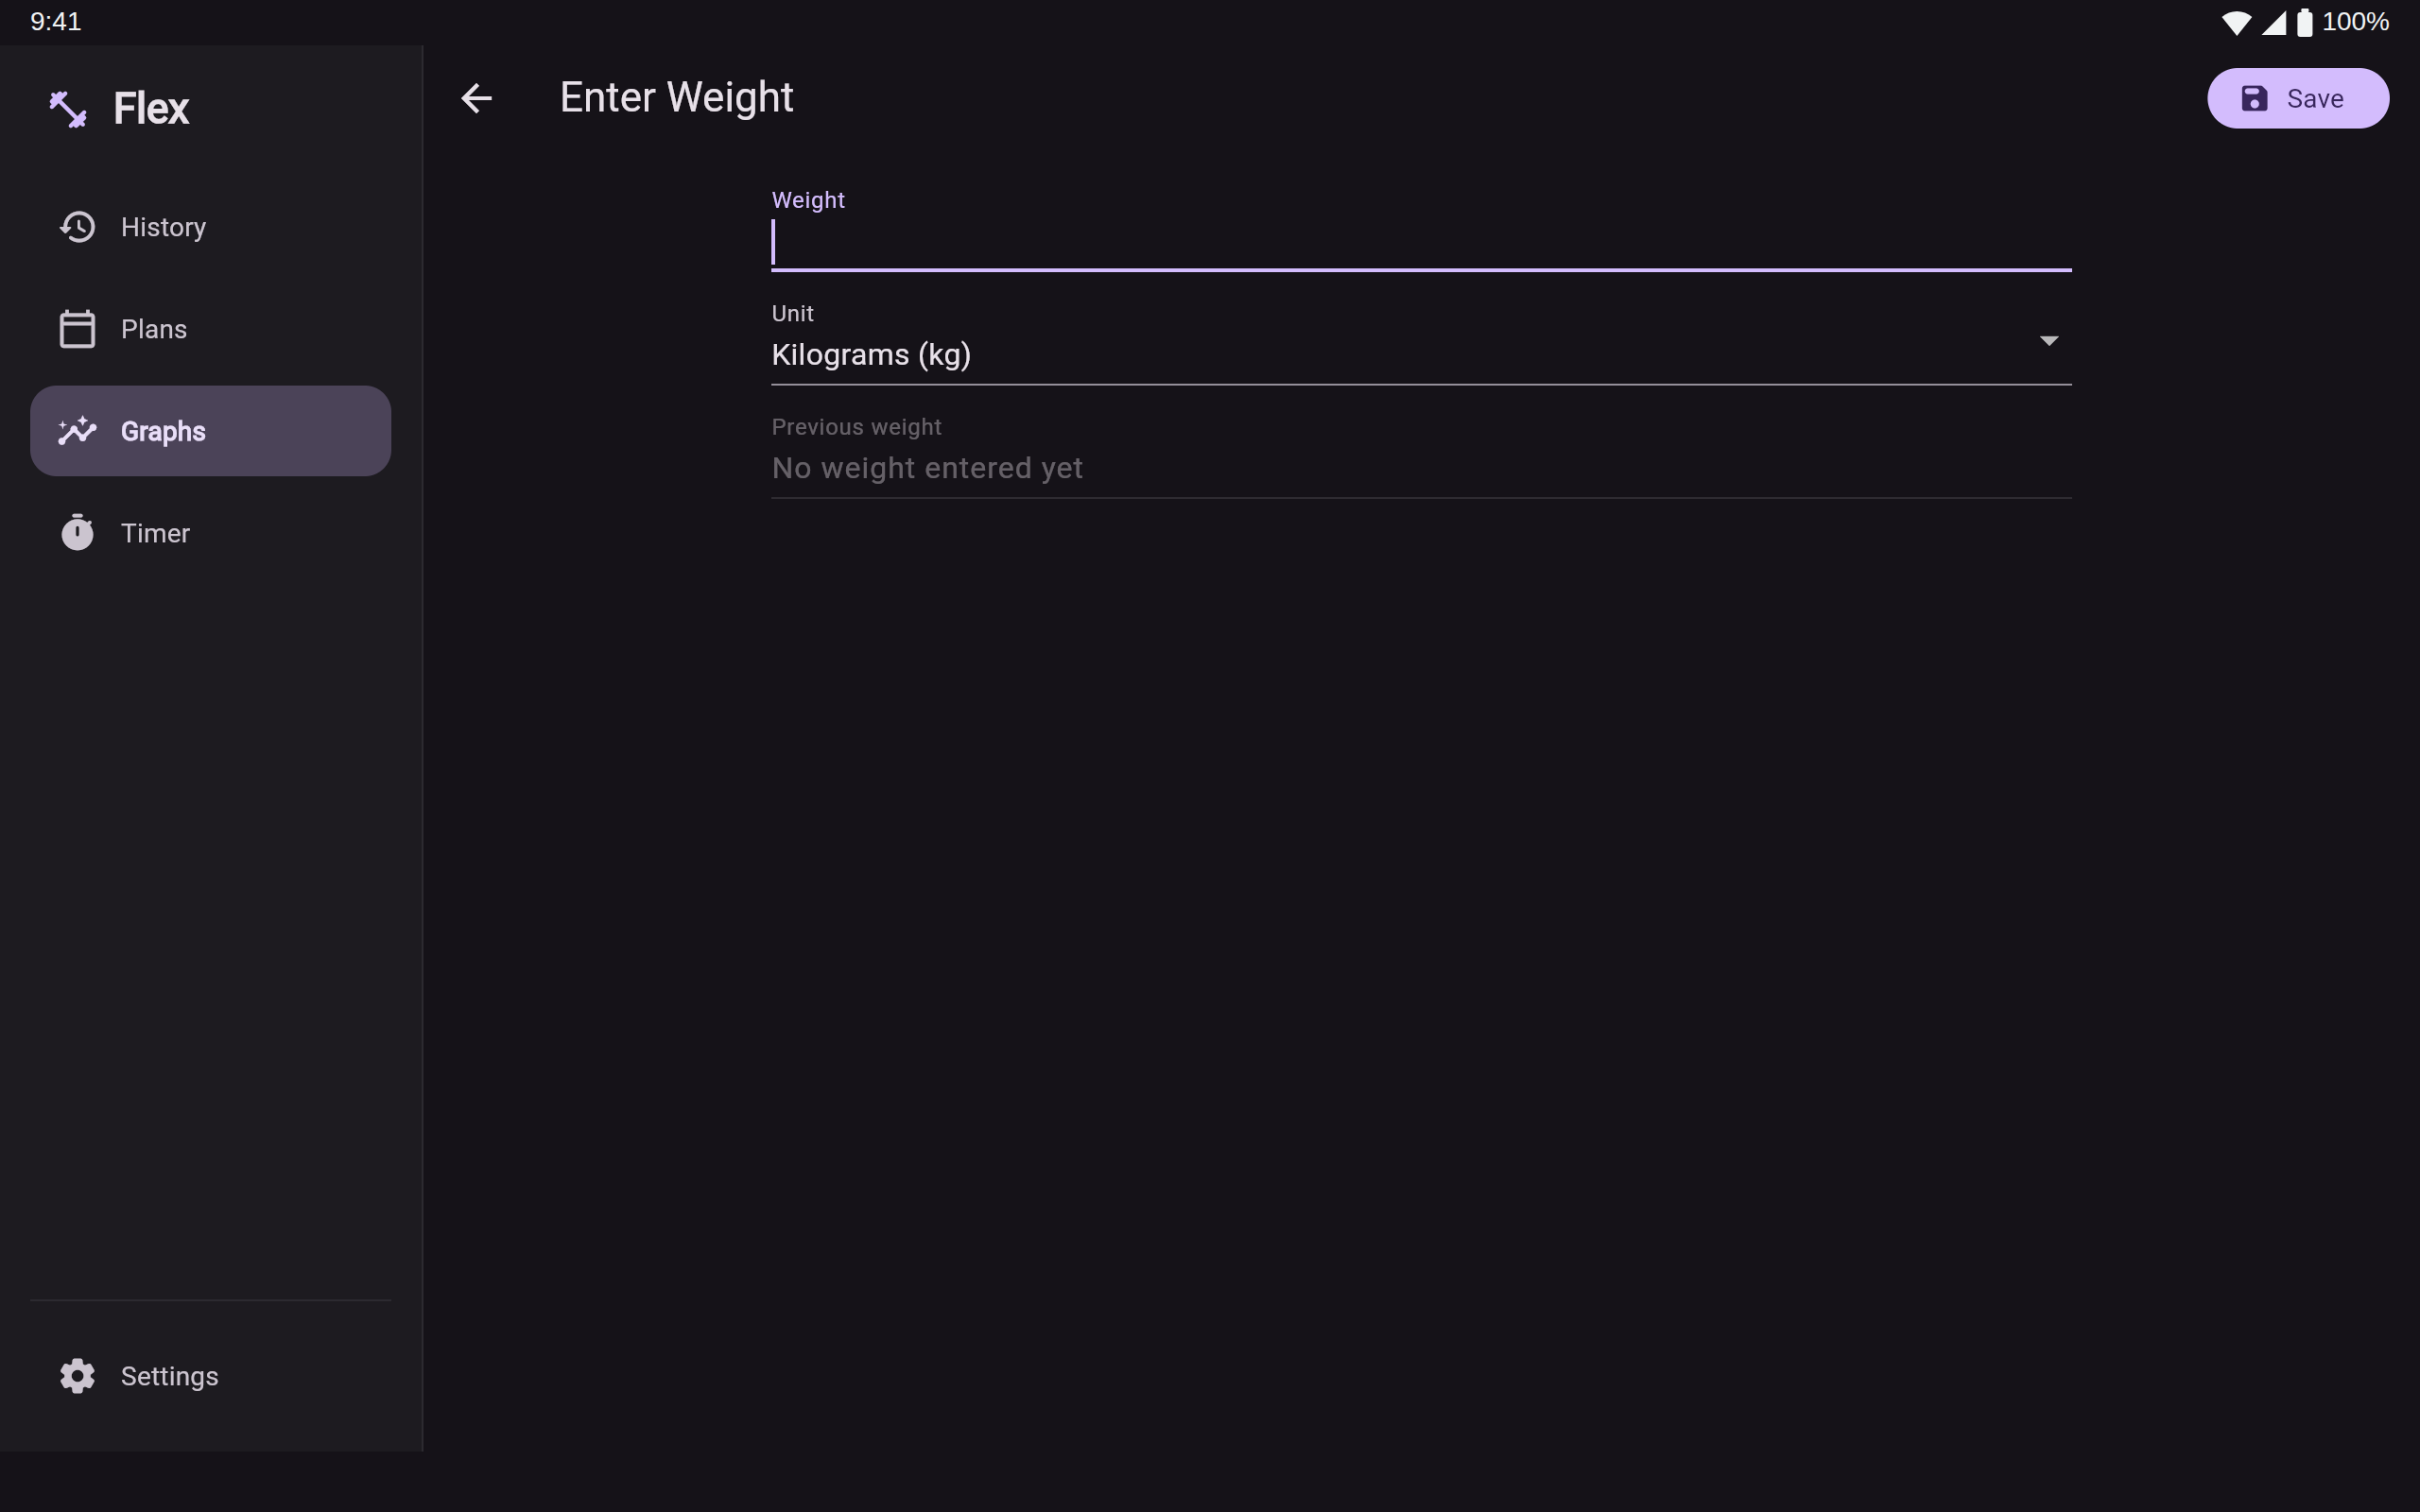 9:41
100%
Flex
Enter Weight
Save
History
Plans
Graphs
Timer
Settings
Weight
Unit
Kilograms (kg)
Previous weight
No weight entered yet